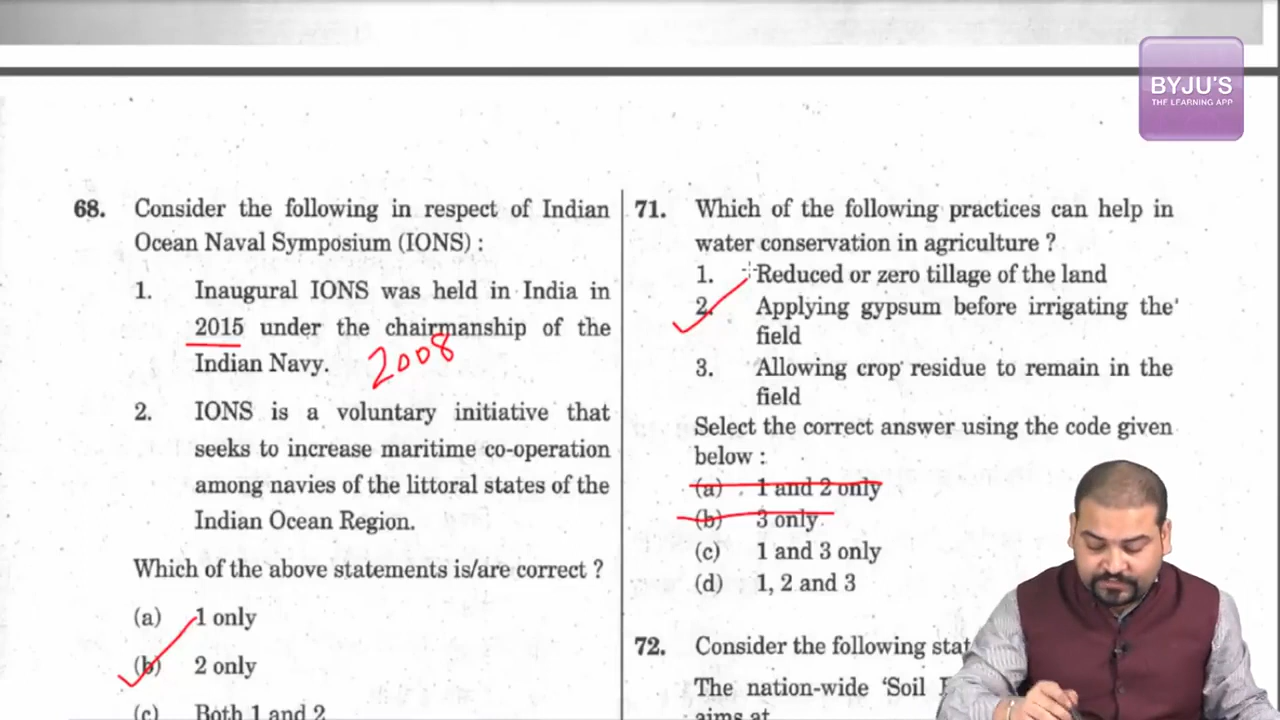 BYJU'S
THE LEARNING APP
68. Consider the following in respect of Indian
Ocean Naval Symposium (IONS) :
1. Inaugural IONS was held in India in
2015 under the chairmanship of the
Indian Navy.
2008
2. IONS is a voluntary initiative that
seeks to increase maritime co-operation
among navies of the littoral states of the
Indian Ocean Region.
Which of the above statements is/are correct ?
(a) 1 only
(b) 2 only
(c) Both 1 and 2
71. Which of the following practices can help in
water conservation in agriculture ?
1. Reduced or zero tillage of the land
2. Applying gypsum before irrigating the
field
3. Allowing crop residue to remain in the
field
Select the correct answer using the code given
below :
(a) 1 and 2 only
(b) 3 only
(c) 1 and 3 only
(d) 1, 2 and 3
72. Consider the following
The nation-wide 'Soil
aims at